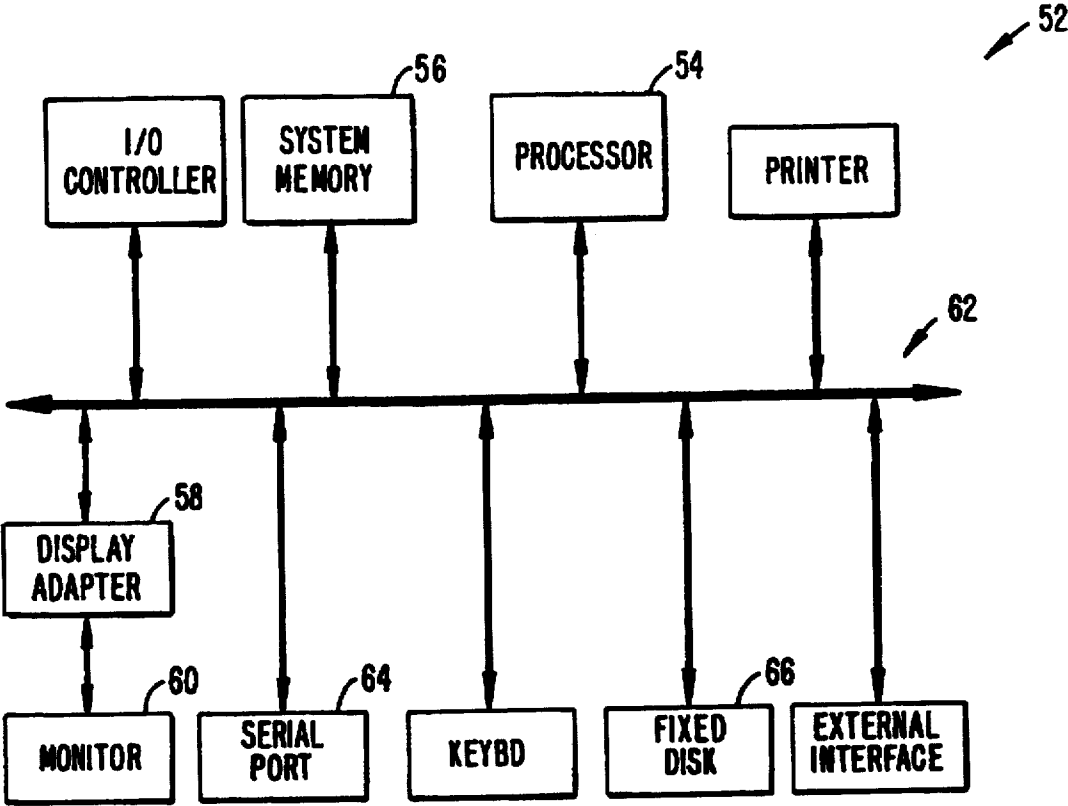 52
56
54
I/O
CONTROLLER
SYSTEM
MEMORY
PROCESSOR
PRINTER
62
58
DISPLAY
ADAPTER
60
64
66
MONITOR
SERIAL
PORT
KEYBD
FIXED
DISK
EXTERNAL
INTERFACE